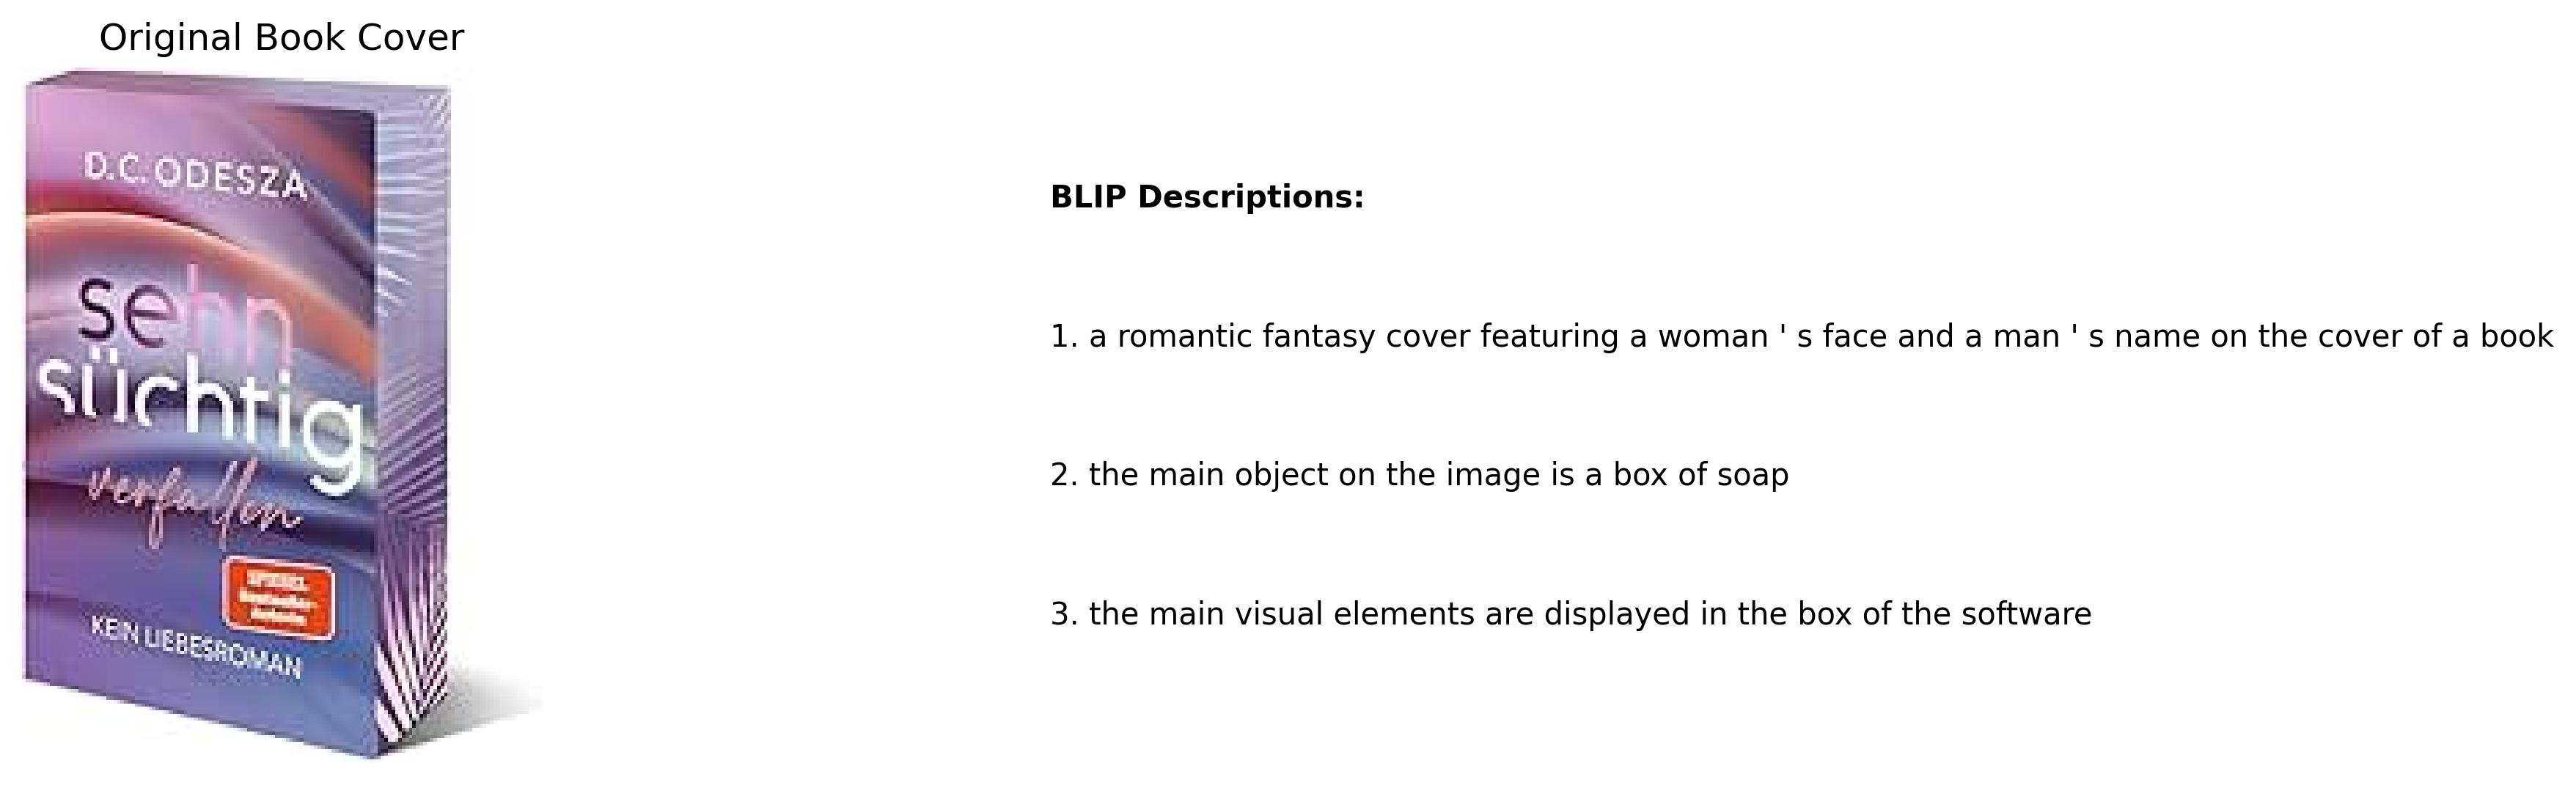 Original Book Cover
D.C. ODESZA
sehn
süchtig
verfallen
SPIEGEL
Bestseller-
KEIN LIEBESROMAN
BLIP Descriptions:
1. a romantic fantasy cover featuring a woman ' s face and a man ' s name on the cover of a book
2. the main object on the image is a box of soap
3. the main visual elements are displayed in the box of the software